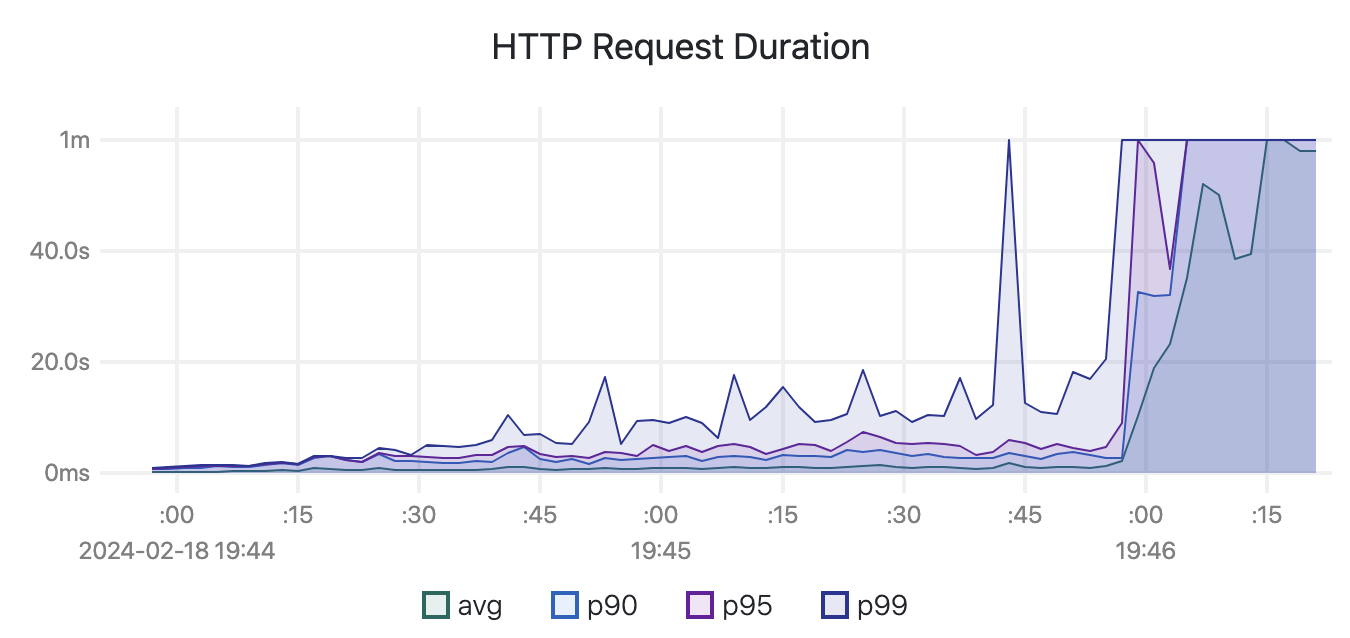 HTTP Request Duration
1m
40.0s
20.0s
0ms
:00 :15 :30 :45 :00 :15 :30 :45 :00 :15
2024-02-18 19:44 19:45 19:46
avg p90 p95 p99